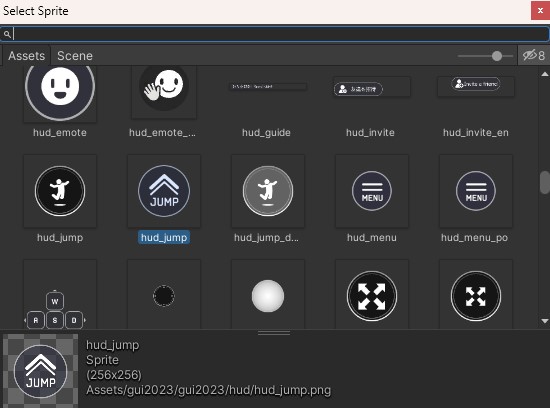 Select Sprite
Assets Scene 8
hud_emote hud_emote_... hud_guide hud_invite hud_invite_en
Invite a friend
JUMP MENU MENU
hud_jump hud_jump hud_jump_d... hud_menu hud_menu_po
W
R S D
hud_jump
Sprite
(256x256)
JUMP
Assets/gui2023/gui2023/hud/hud_jump.png